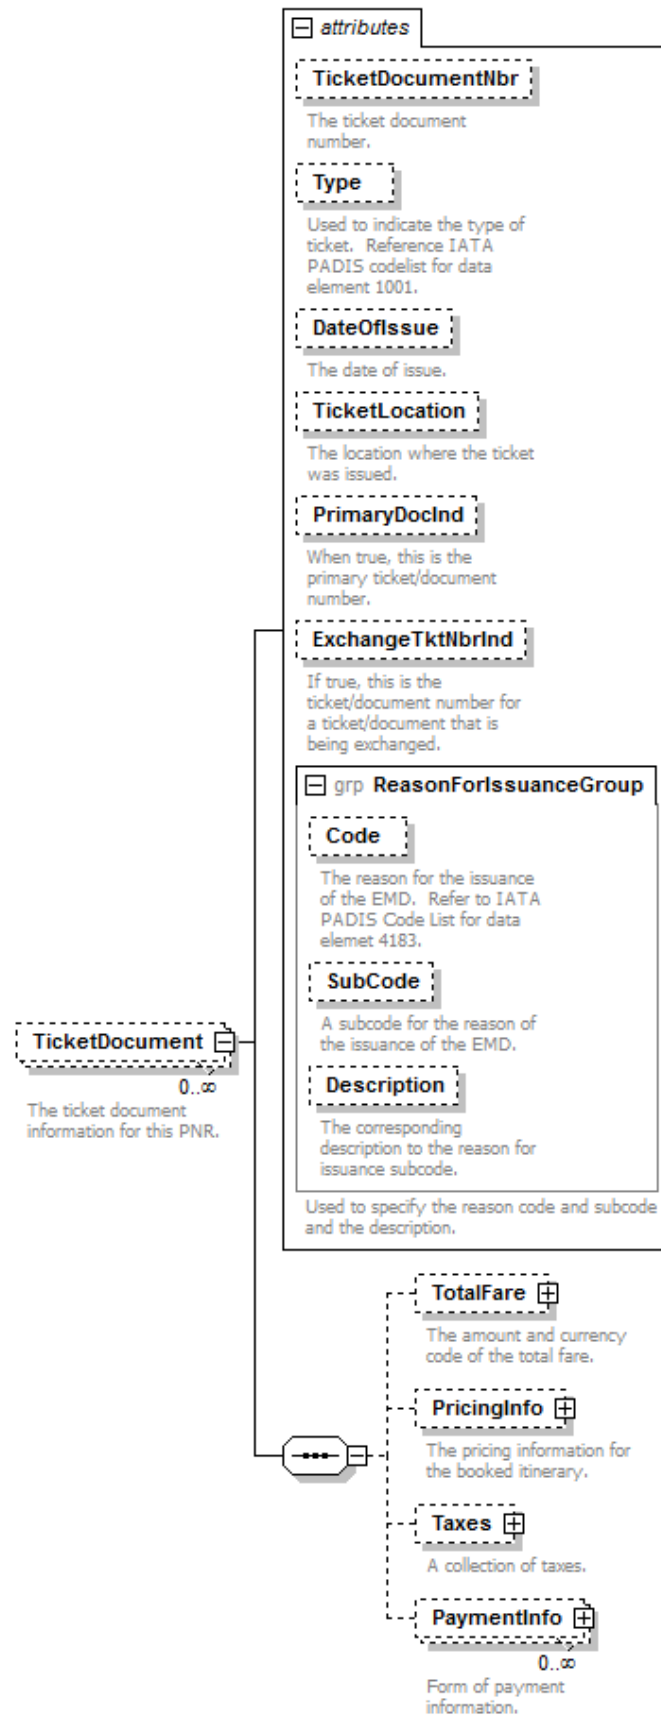 attributes
TicketDocumentNbr
The ticket document
number.
Type
Used to indicate the type of
ticket.  Reference IATA
PADIS codelist for data
element 1001.
DateOfIssue
The date of issue.
TicketLocation
The location where the ticket
was issued.
PrimaryDocInd
When true, this is the
primary ticket/document
number.
ExchangeTktNbrInd
If true, this is the
ticket/document number for
a ticket/document that is
being exchanged.
grp ReasonForIssuanceGroup
Code
The reason for the issuance
of the EMD.  Refer to IATA
PADIS Code List for data
elemet 4183.
SubCode
A subcode for the reason of
the issuance of the EMD.
Description
The corresponding
description to the reason for
issuance subcode.
Used to specify the reason code and subcode
and the description.
TicketDocument
0..∞
The ticket document
information for this PNR.
TotalFare
The amount and currency
code of the total fare.
PricingInfo
The pricing information for
the booked itinerary.
Taxes
A collection of taxes.
PaymentInfo
0..∞
Form of payment
information.